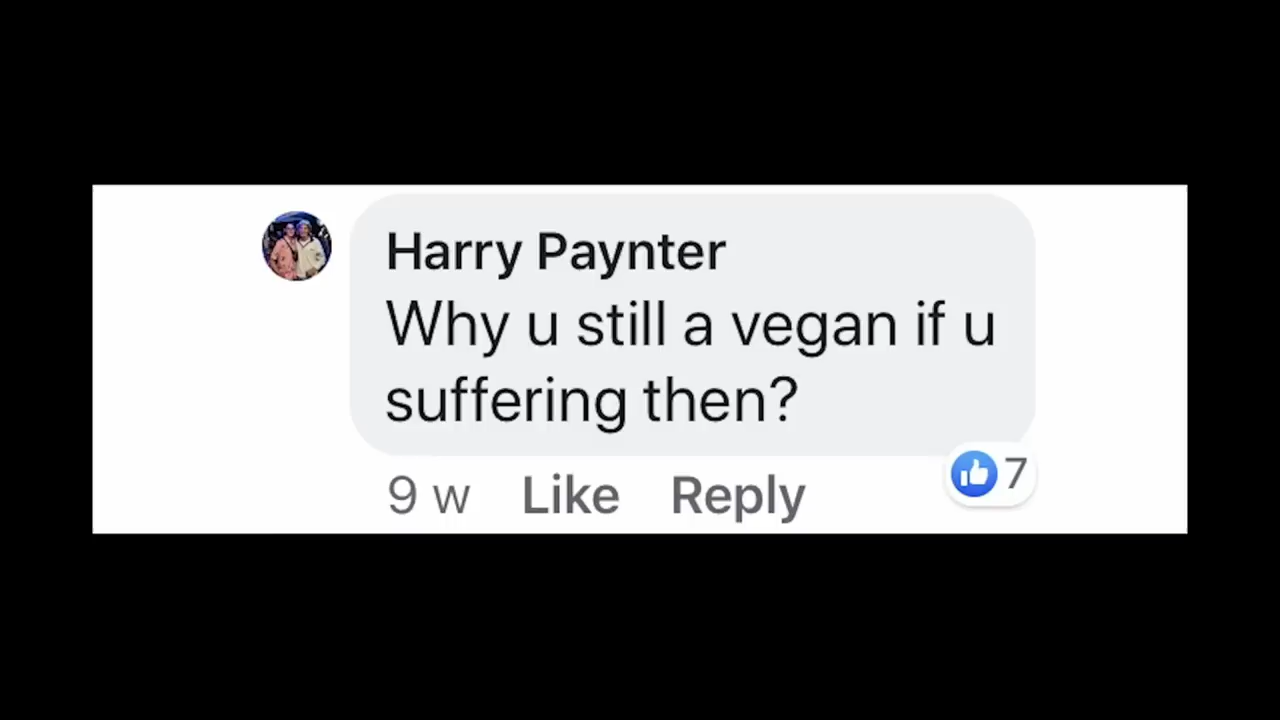 Harry Paynter
Why u still a vegan if u
suffering then?
9 w Like Reply 7